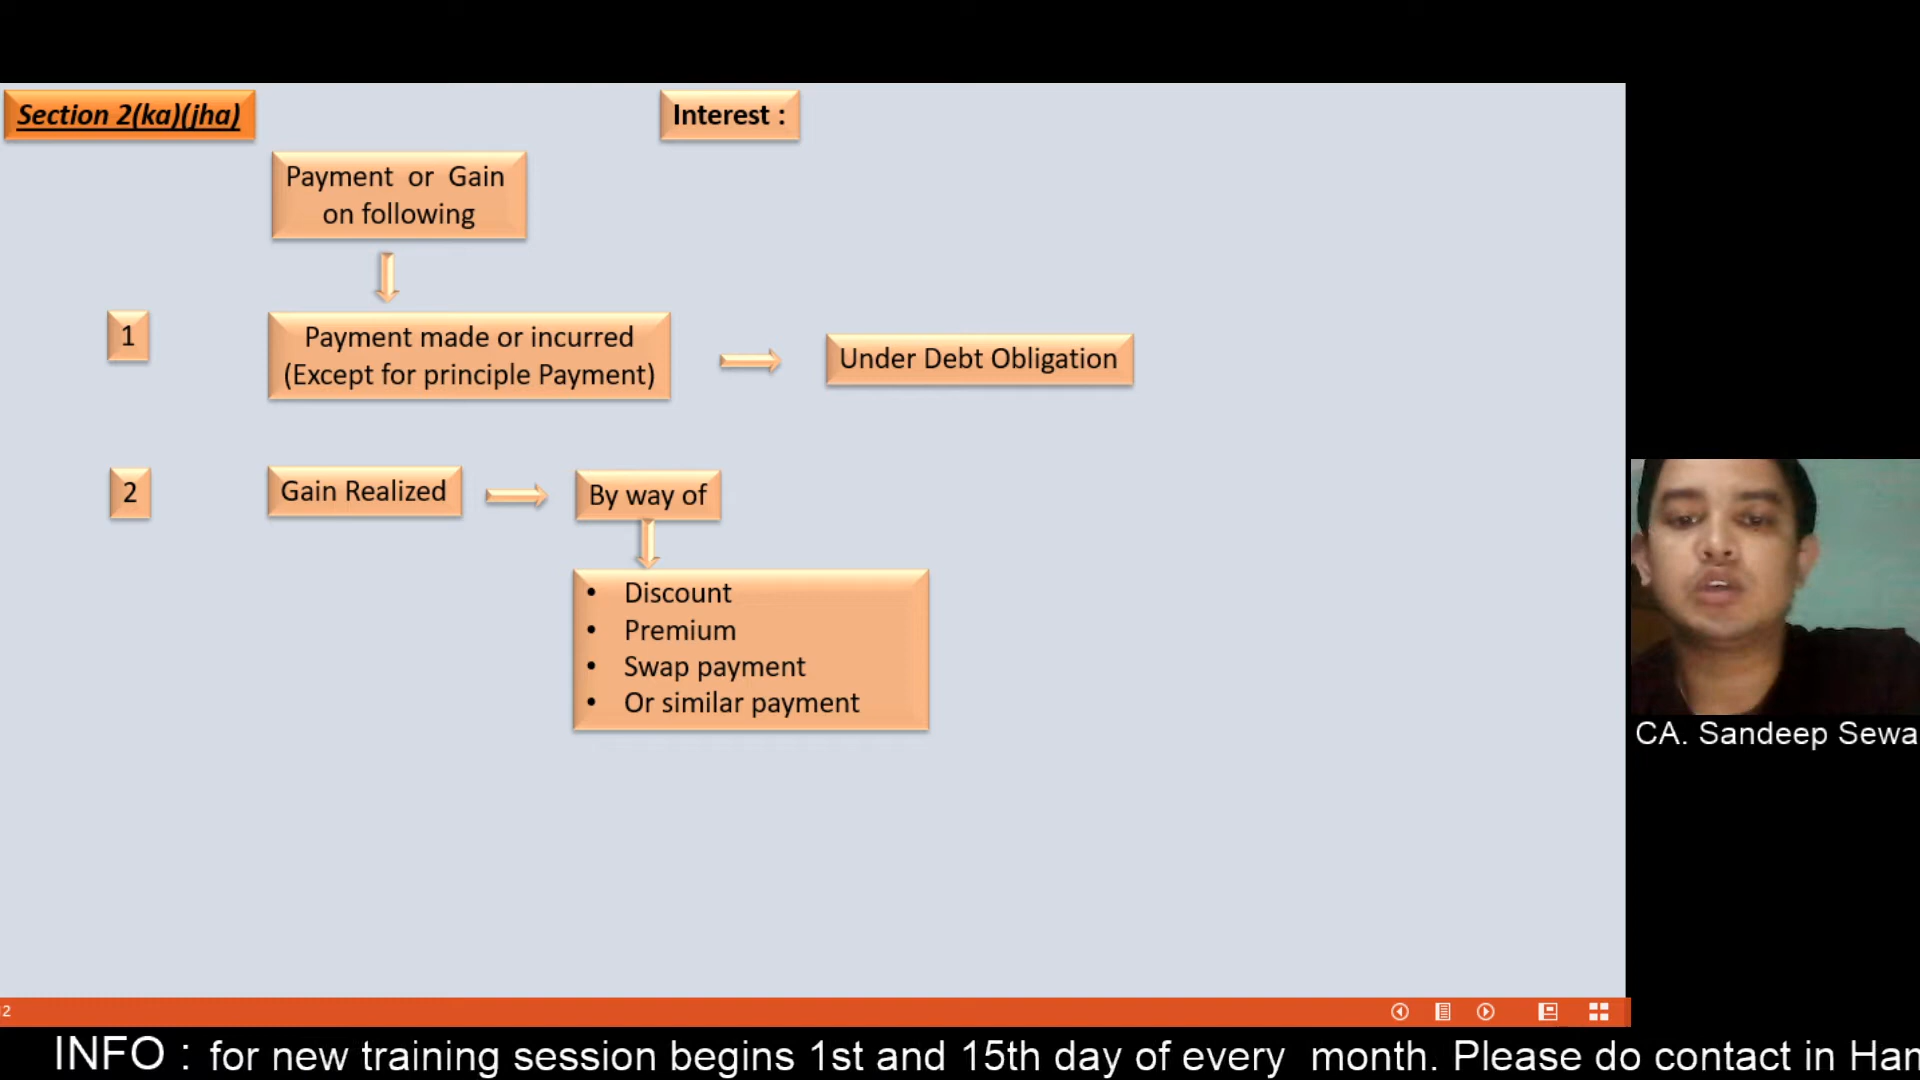 Section 2(ka)(jha)
Interest :
Payment or Gain
on following
1
Payment made or incurred
(Except for principle Payment)
Under Debt Obligation
2
Gain Realized
By way of
• Discount
• Premium
• Swap payment
• Or similar payment
CA. Sandeep Sewa
INFO : for new training session begins 1st and 15th day of every month. Please do contact in